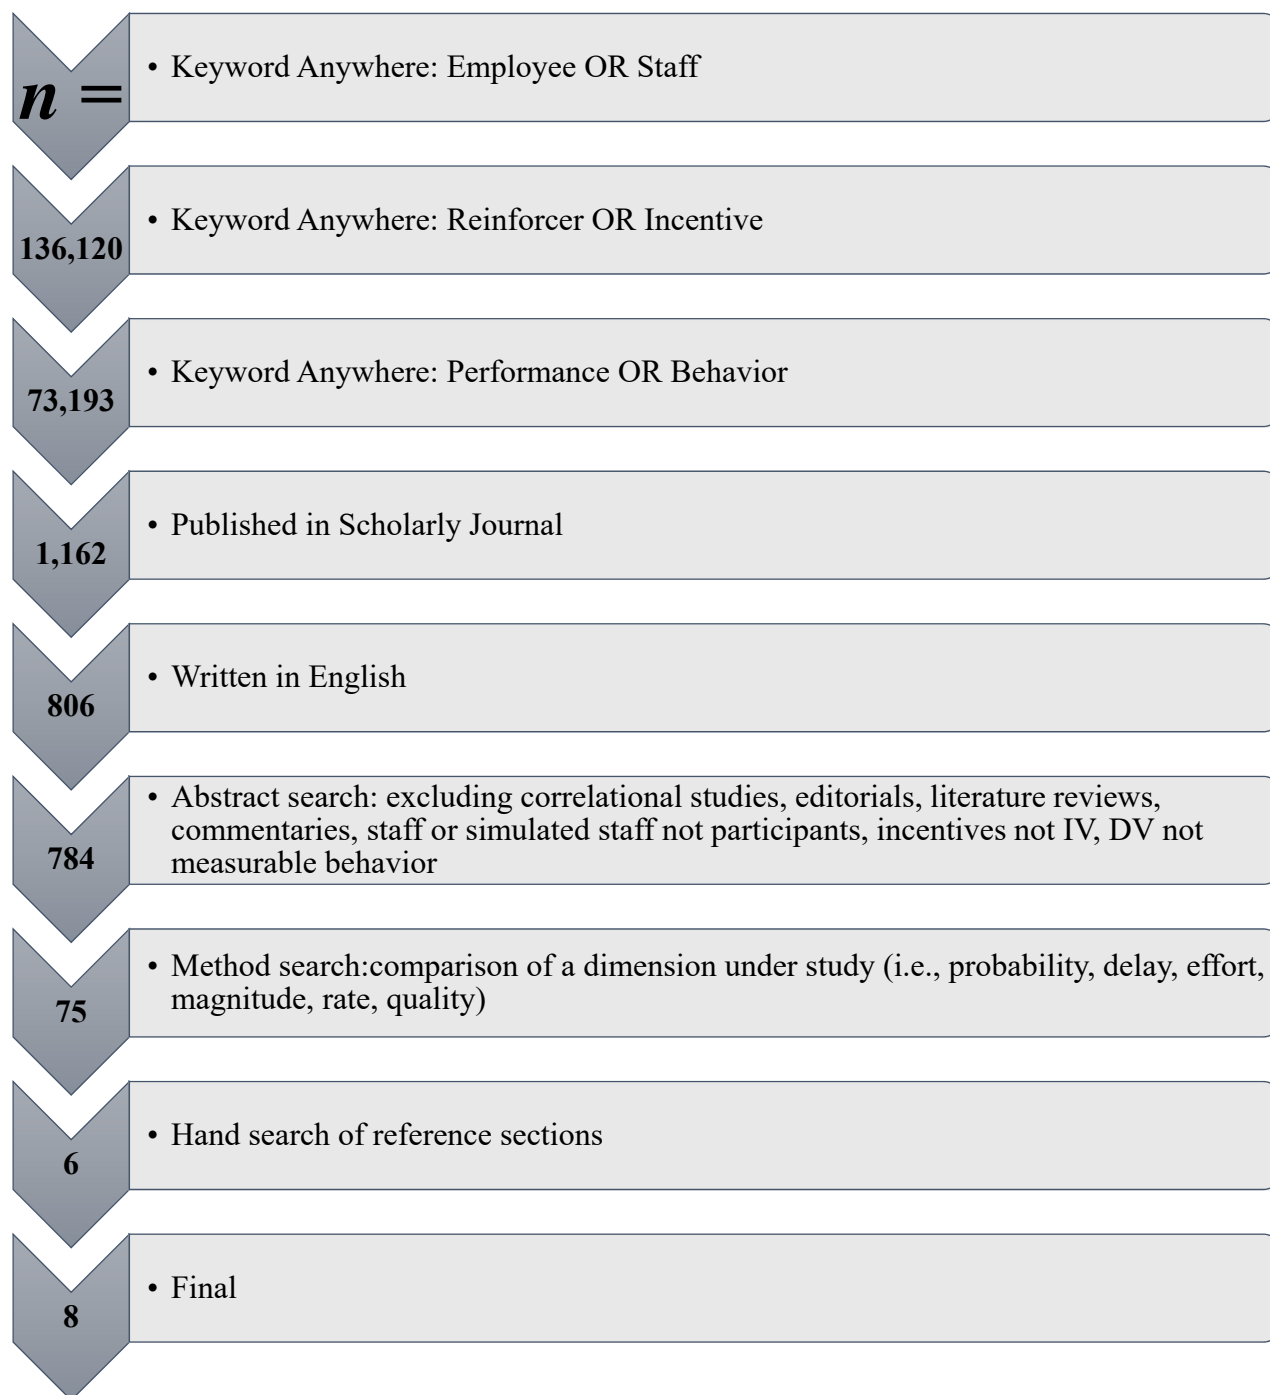 n =
• Keyword Anywhere: Employee OR Staff
136,120
• Keyword Anywhere: Reinforcer OR Incentive
73,193
• Keyword Anywhere: Performance OR Behavior
1,162
• Published in Scholarly Journal
806
• Written in English
784
• Abstract search: excluding correlational studies, editorials, literature reviews,
commentaries, staff or simulated staff not participants, incentives not IV, DV not
measurable behavior
75
• Method search:comparison of a dimension under study (i.e., probability, delay, effort,
magnitude, rate, quality)
6
• Hand search of reference sections
8
• Final